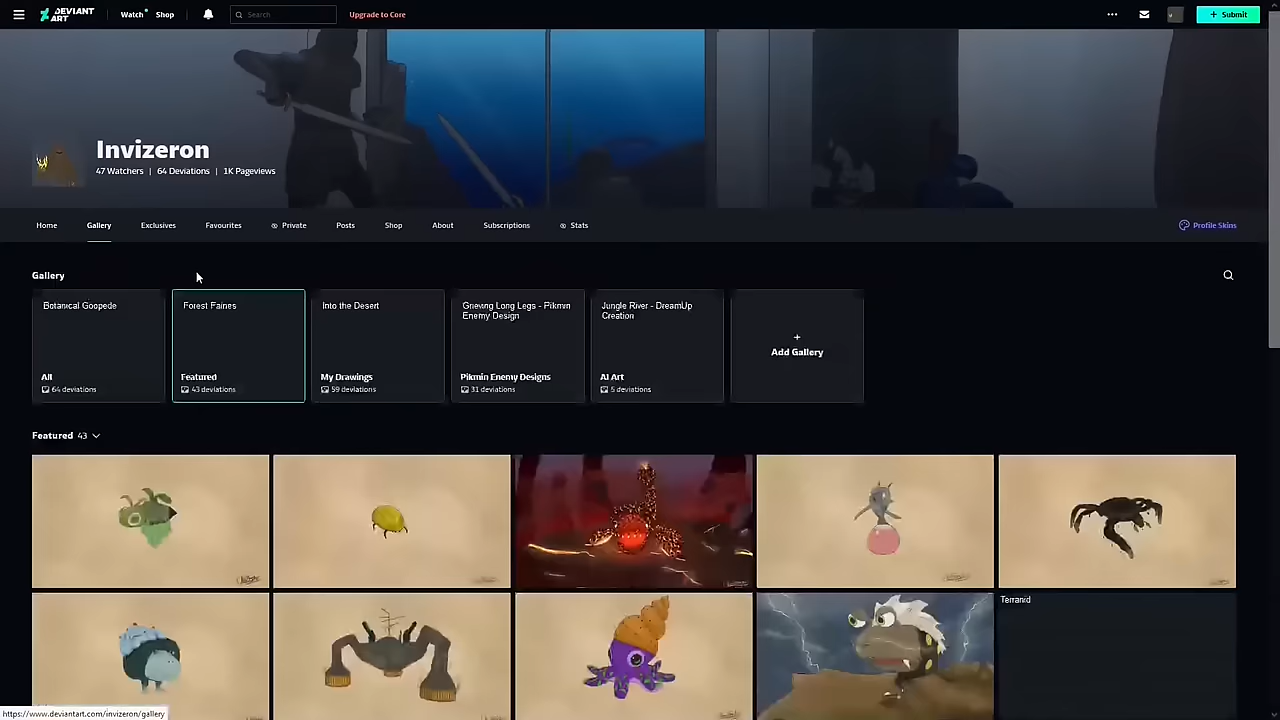 DEVIANT ART
Watch
Shop
Search
Upgrade to Core
Submit
Invizeron
47 Watchers | 64 Deviations | 1K Pageviews
Home
Gallery
Exclusives
Favourites
Private
Posts
Shop
About
Subscriptions
Stats
Profile Skins
Gallery
Botanical Goopede
All
64 deviations
Forest Faines
Featured
43 deviations
Into the Desert
My Drawings
59 deviations
Grieving Long Legs - Pikmin
Enemy Design
Pikmin Enemy Designs
31 deviations
Jungle River - DreamUp
Creation
AI Art
5 deviations
+
Add Gallery
Featured 43
Terranid
https://www.deviantart.com/invizeron/gallery